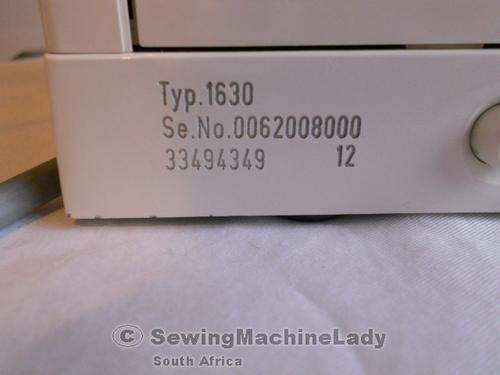 Typ.1630
Se.No.0062008000
33494349 12
© SewingMachineLady
South Africa